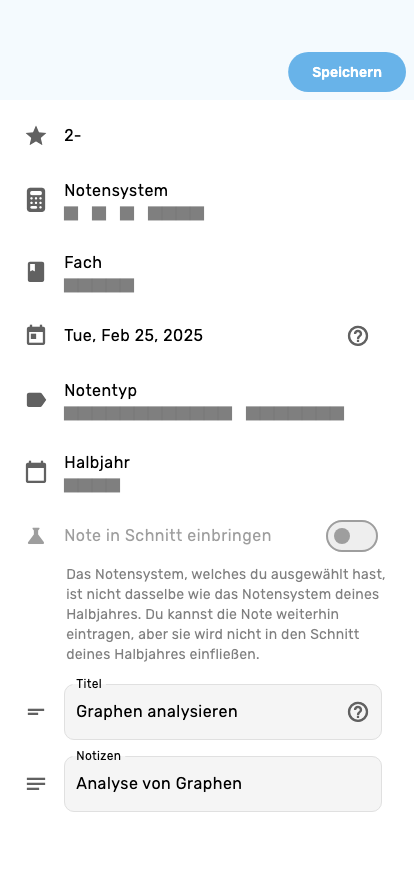 Speichern
2-
Notensystem
Fach
Tue, Feb 25, 2025
Notentyp
Halbjahr
Note in Schnitt einbringen
Das Notensystem, welches du ausgewählt hast,
ist nicht dasselbe wie das Notensystem deines
Halbjahres. Du kannst die Note weiterhin
eintragen, aber sie wird nicht in den Schnitt
deines Halbjahres einfließen.
Titel
Graphen analysieren
Notizen
Analyse von Graphen